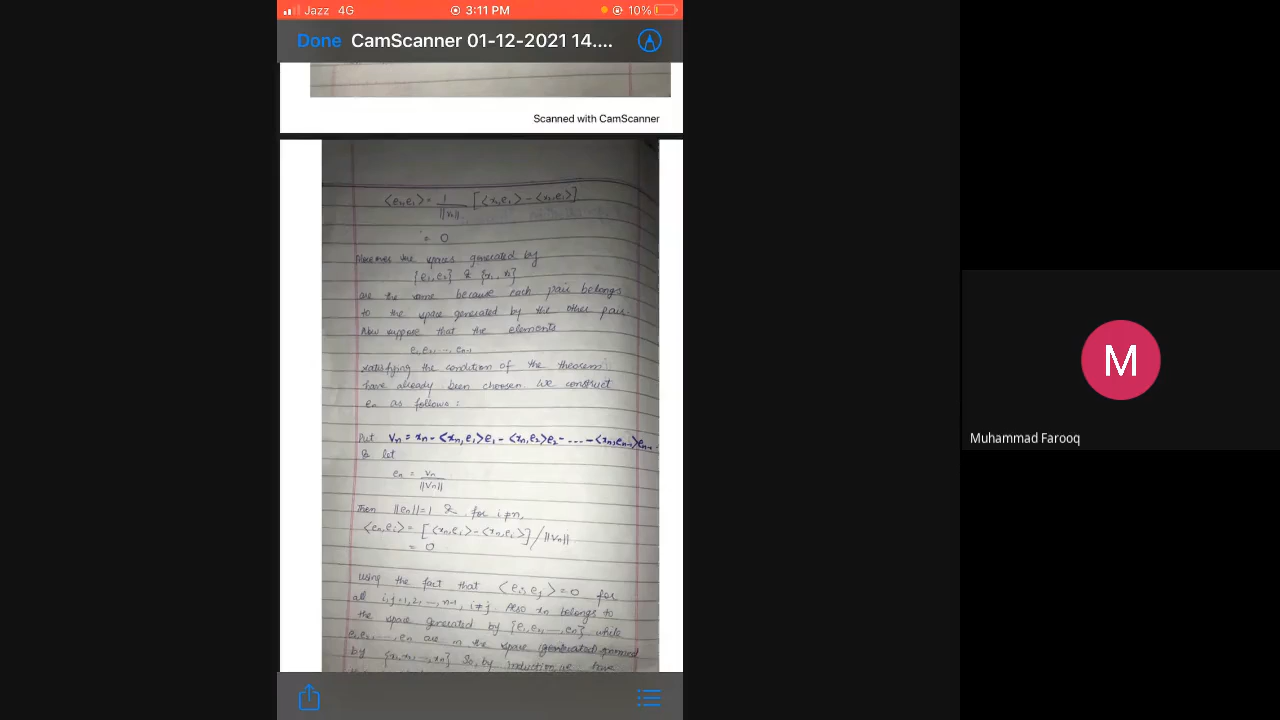 Jazz 4G 3:11 PM 10%
Done CamScanner 01-12-2021 14....
Scanned with CamScanner
<e₂,e₁> = 1/||v₂|| [<x₂,e₁> - <x₂,e₁>]
= 0
Moreover the spaces generated by
{e₁, e₂} & {x₁, x₂}
are the same because each pair belongs
to the space generated by the other pair.
Now suppose that the elements
e₁, e₂, ..., eₙ₋₁
satisfying the condition of the theorem
have already been choosen. We construct
eₙ as follows :
Put vₙ = xₙ - <xₙ, e₁>e₁ - <xₙ, e₂>e₂ - .... - <xₙ, eₙ₋₁>eₙ₋₁.
& let
eₙ = vₙ/||vₙ||
Then ||eₙ||=1 & for i≠n,
<eₙ,eᵢ> = [<xₙ,eᵢ> - <xₙ,eᵢ>] / ||vₙ||
= 0
using the fact that <eᵢ, eⱼ> = 0 for
all i,j=1,2, ..., n-1, i≠j. Also xₙ belongs to
the space generated by {e₁, e₂, ..., eₙ} while
e₁, e₂, ..., eₙ are in the space (generated) spanned
by {x₁, x₂, ..., xₙ} So, by induction, we have
M
Muhammad Farooq